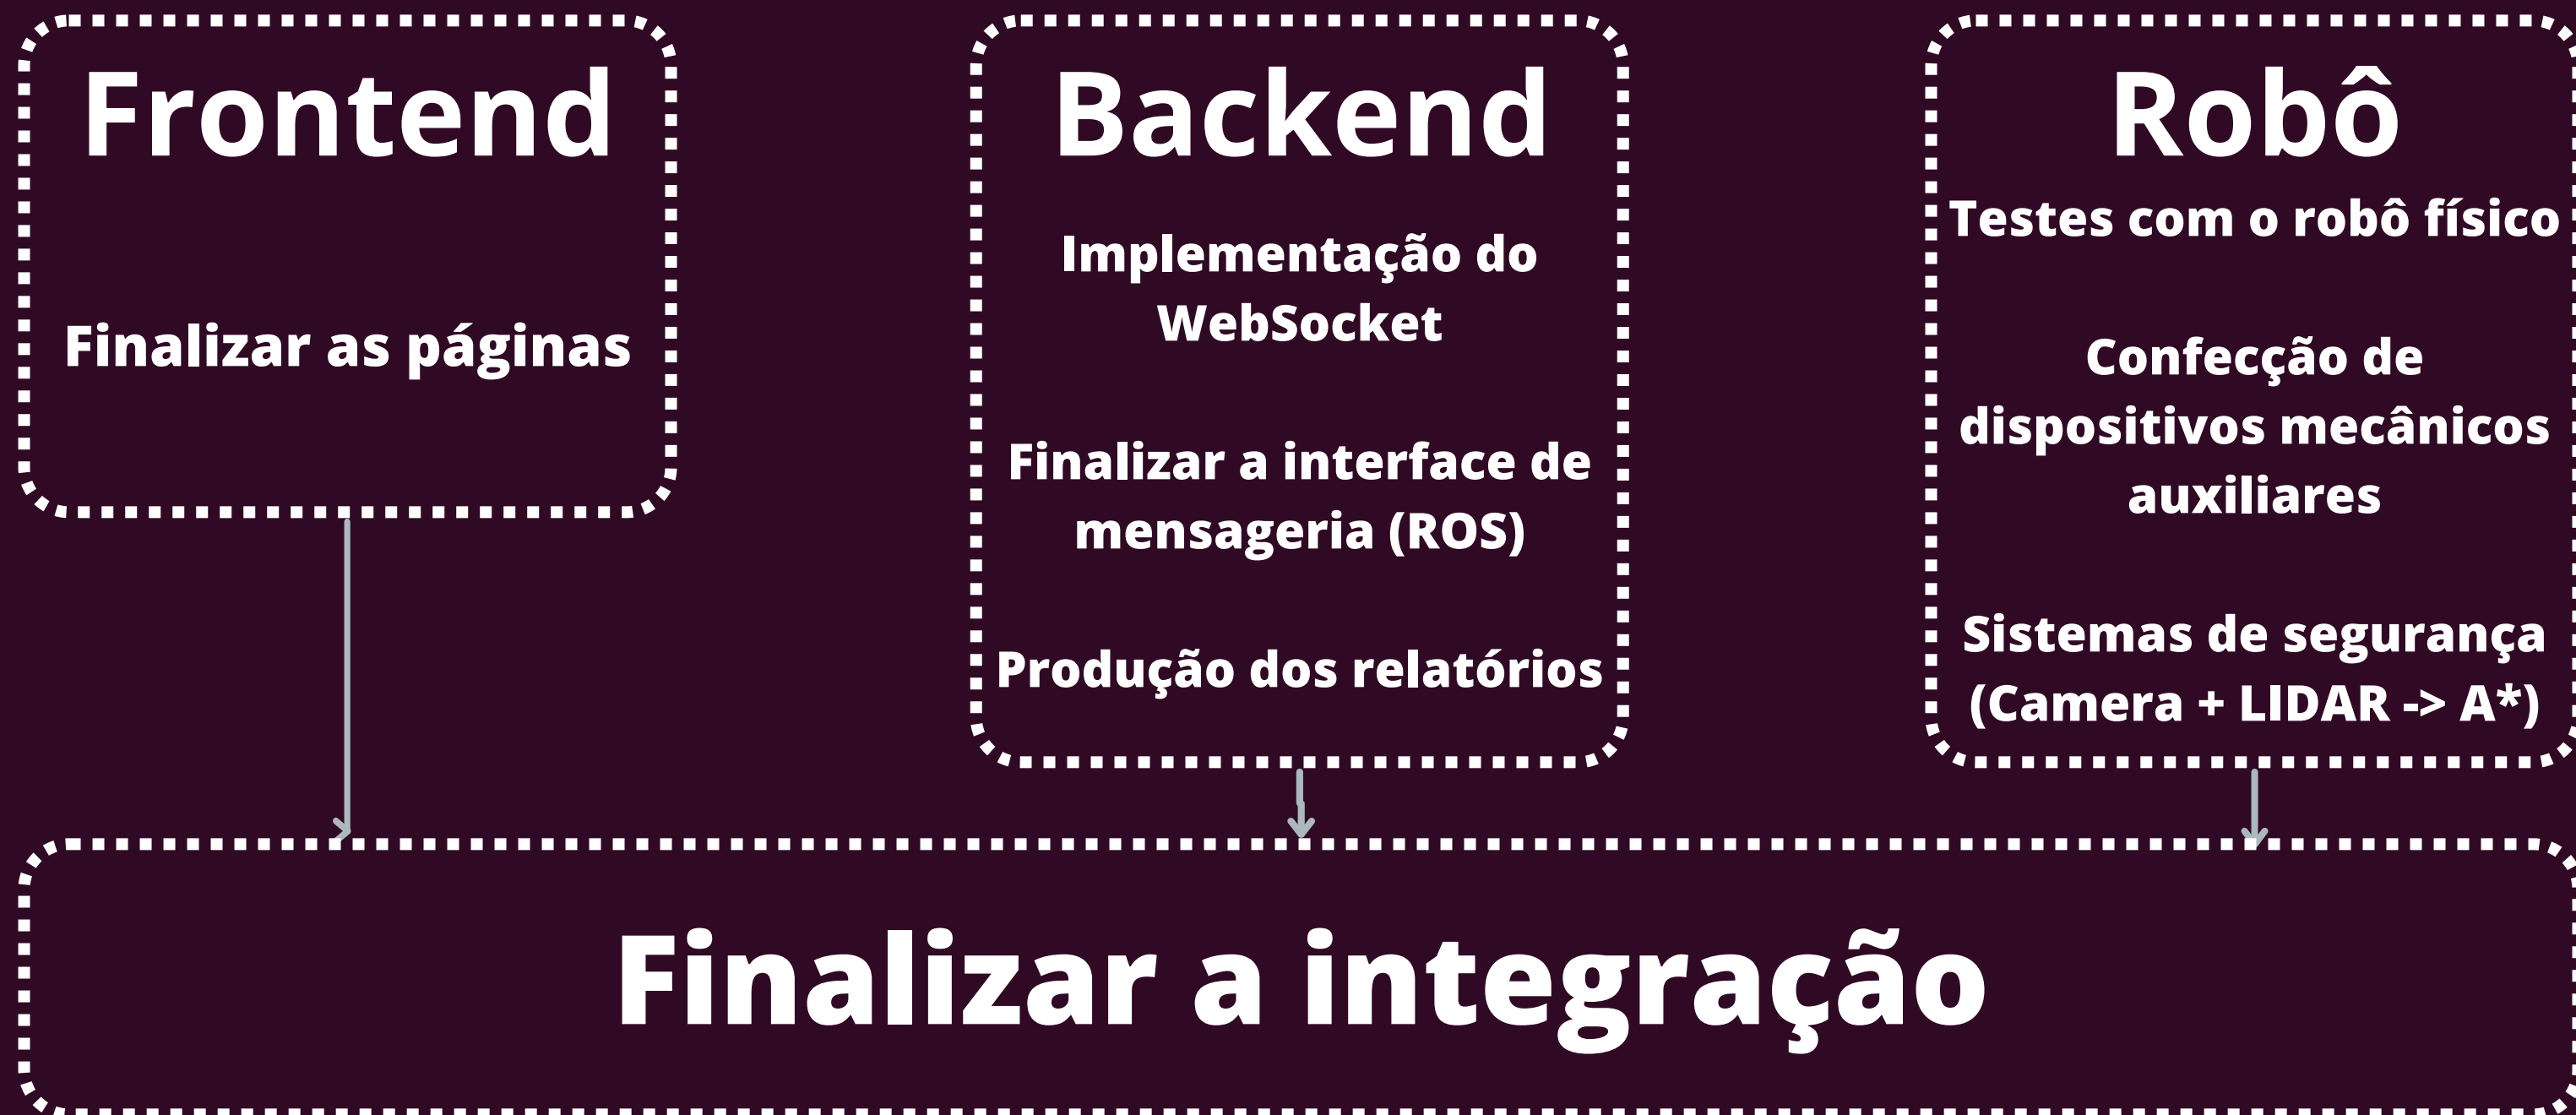 Frontend
Finalizar as páginas
Backend
Implementação do
WebSocket
Finalizar a interface de
mensageria (ROS)
Produção dos relatórios
Robô
Testes com o robô físico
Confecção de
dispositivos mecânicos
auxiliares
Sistemas de segurança
(Camera + LIDAR -> A*)
Finalizar a integração